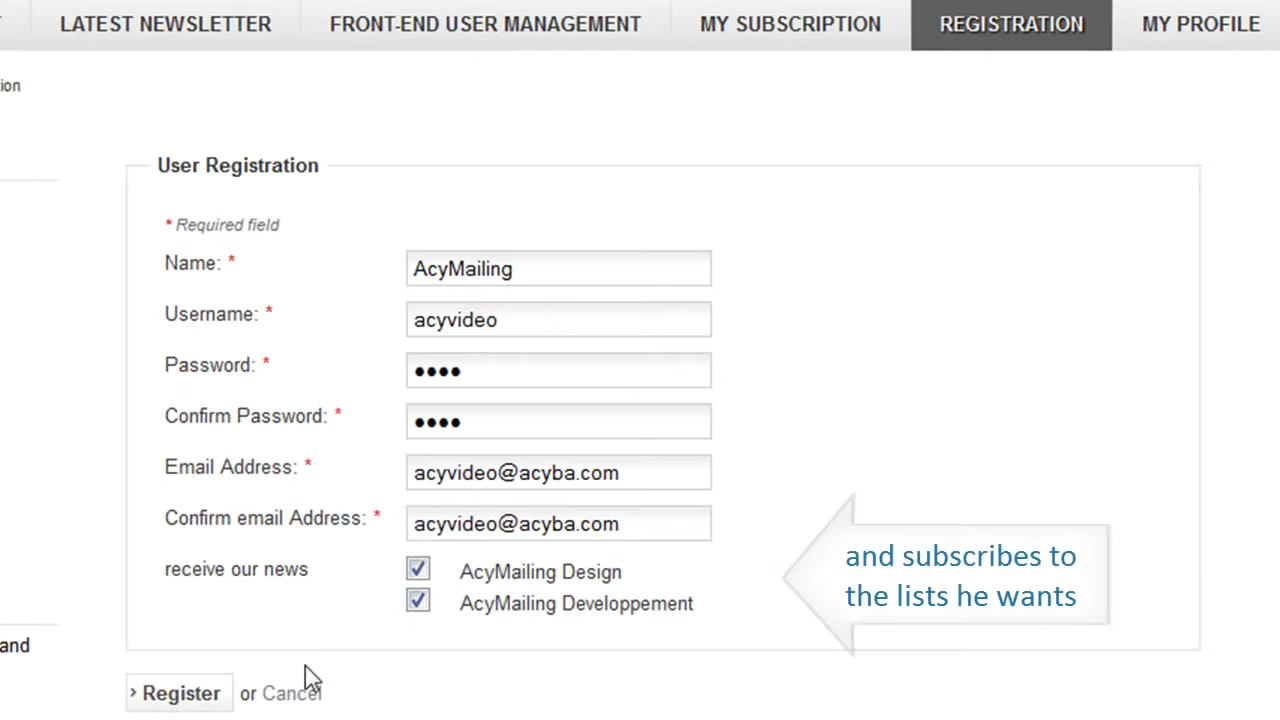 LATEST NEWSLETTER FRONT-END USER MANAGEMENT MY SUBSCRIPTION REGISTRATION MY PROFILE
ion
User Registration
* Required field
Name: * AcyMailing
Username: * acyvideo
Password: * ••••
Confirm Password: * ••••
Email Address: * acyvideo@acyba.com
Confirm email Address: * acyvideo@acyba.com
receive our news AcyMailing Design
AcyMailing Developpement
and subscribes to
the lists he wants
and
› Register or Cancel